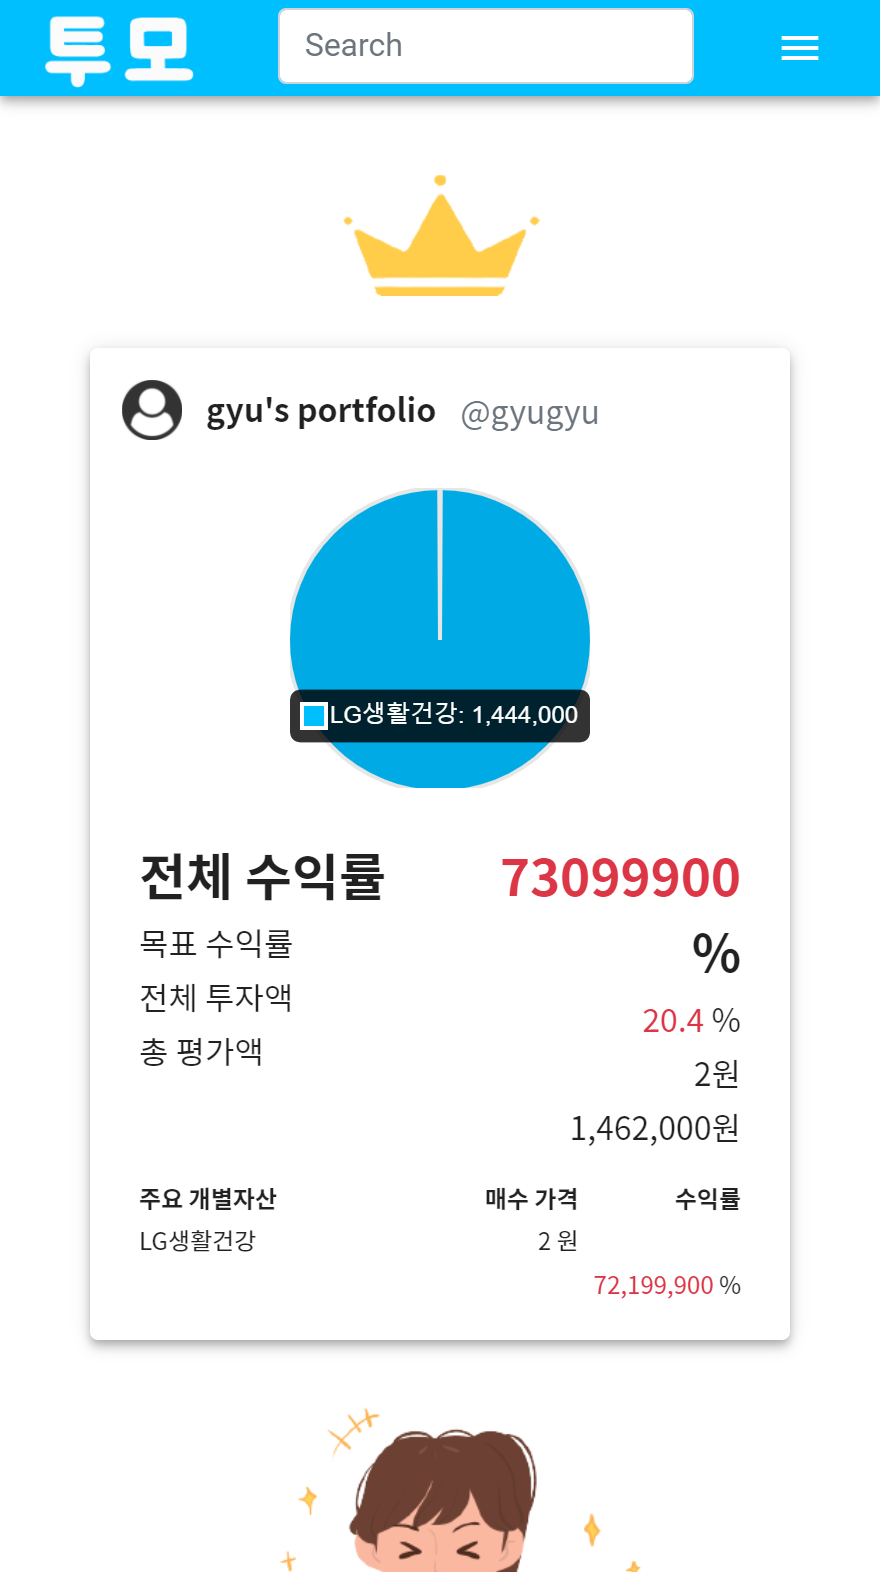 투모 Search
gyu's portfolio @gyugyu
LG생활건강: 1,444,000
전체 수익률 73099900
%
목표 수익률 20.4 %
전체 투자액 2원
총 평가액 1,462,000원
주요 개별자산 매수 가격 수익률
LG생활건강 2 원
72,199,900 %